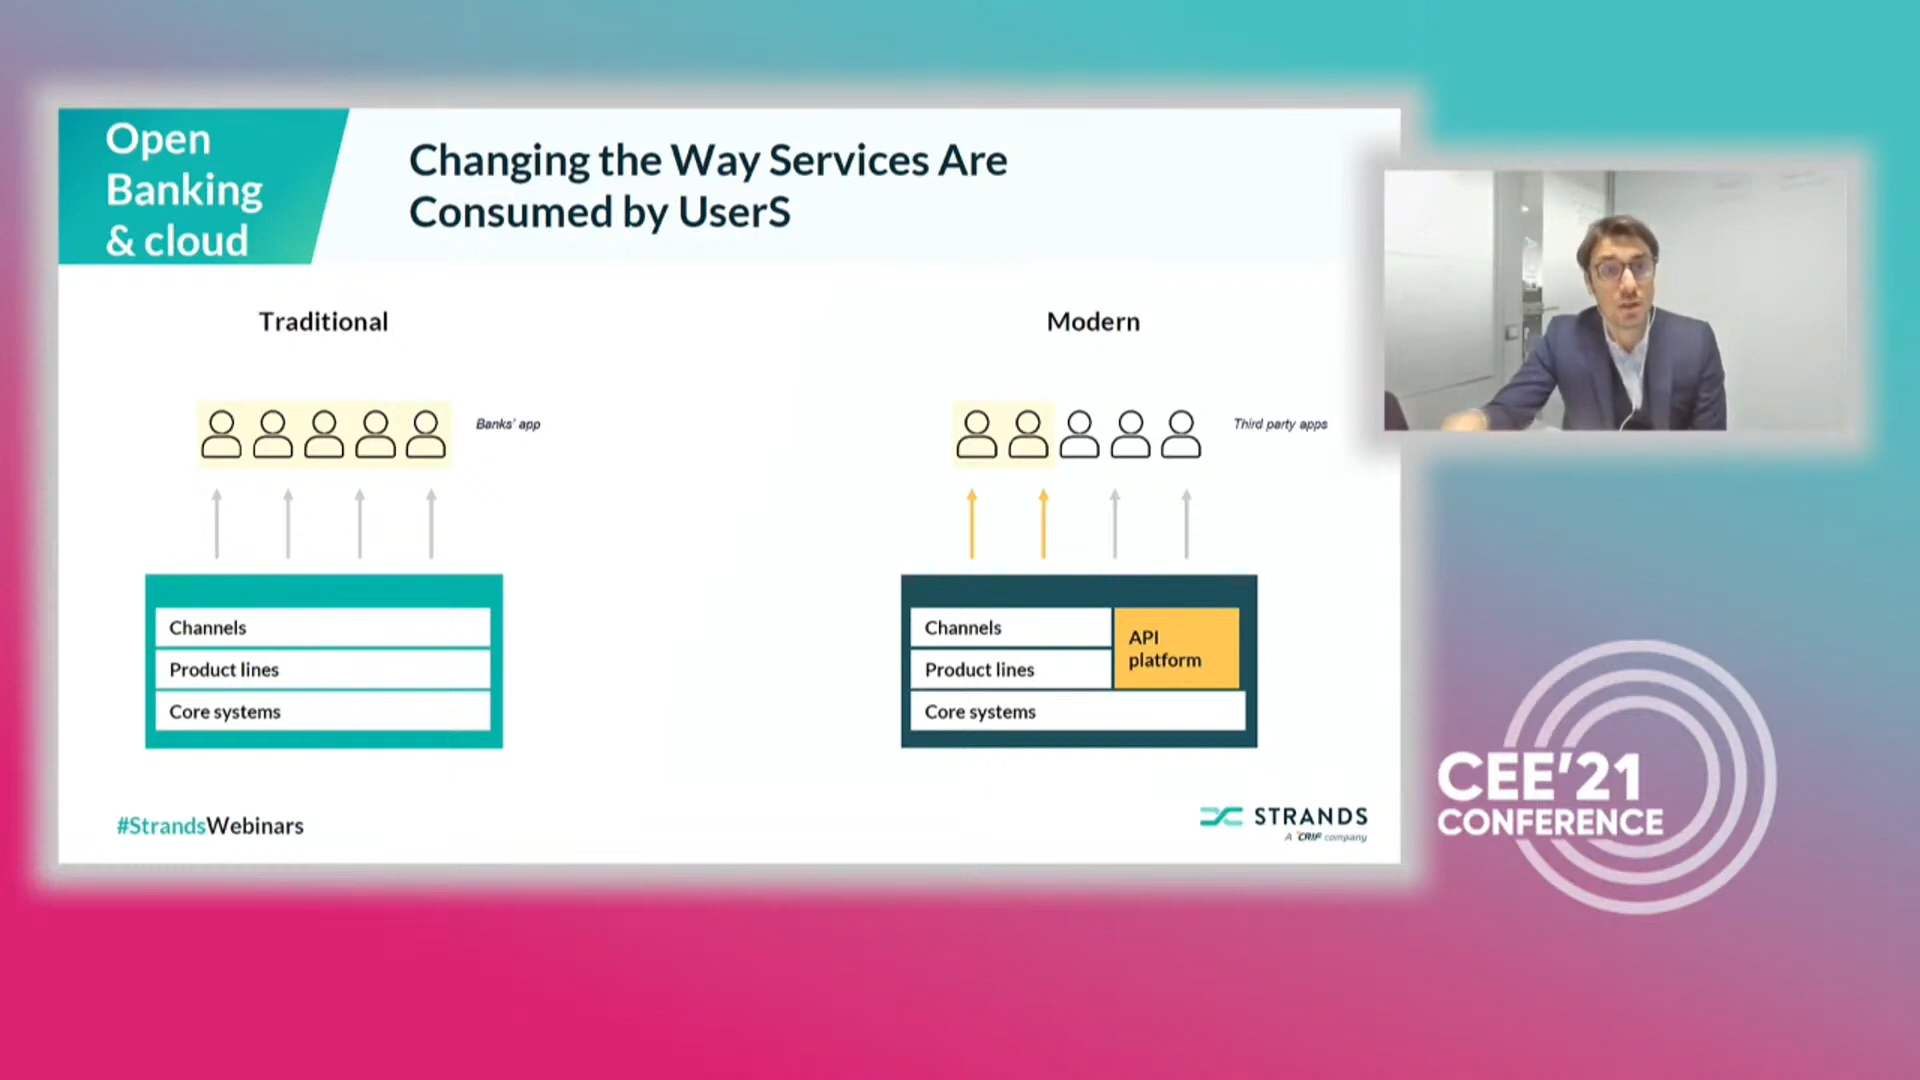 Open
Banking
& cloud
Changing the Way Services Are
Consumed by UserS
Traditional
Modern
Banks' app
Third party apps
Channels
Product lines
Core systems
Channels
Product lines
Core systems
API
platform
#StrandsWebinars
STRANDS
A CRIF company
CEE'21
CONFERENCE